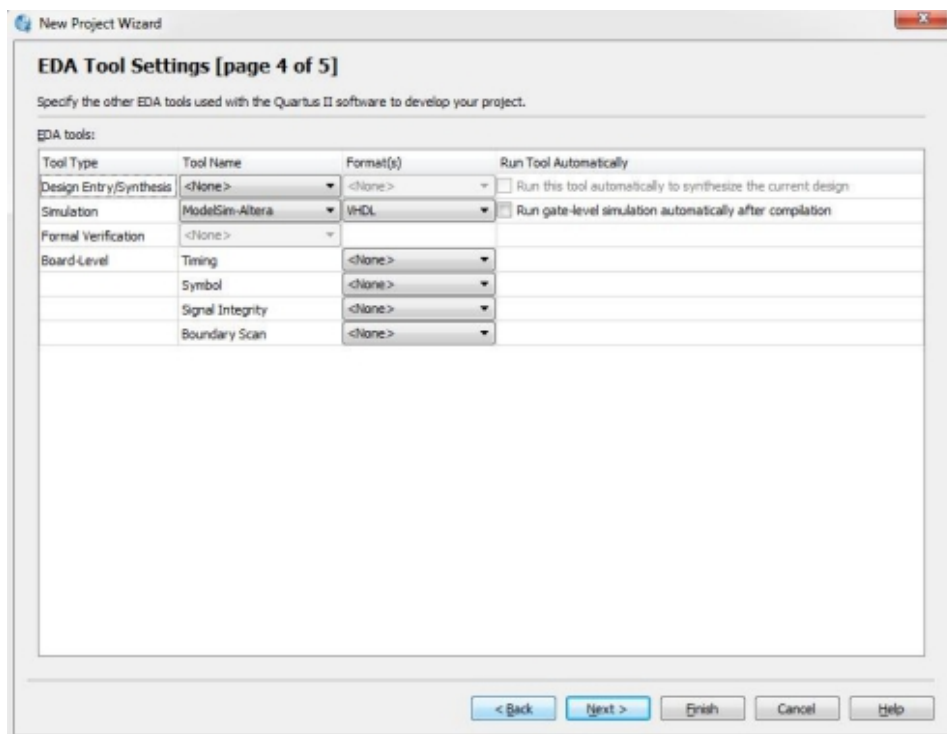 New Project Wizard
EDA Tool Settings [page 4 of 5]
Specify the other EDA tools used with the Quartus II software to develop your project.
EDA tools:
Tool Type Tool Name Format(s) Run Tool Automatically
Design Entry/Synthesis <None> <None> Run this tool automatically to synthesize the current design
Simulation ModelSim-Altera VHDL Run gate-level simulation automatically after compilation
Formal Verification <None>
Board-Level Timing <None>
Symbol <None>
Signal Integrity <None>
Boundary Scan <None>
< Back Next > Finish Cancel Help